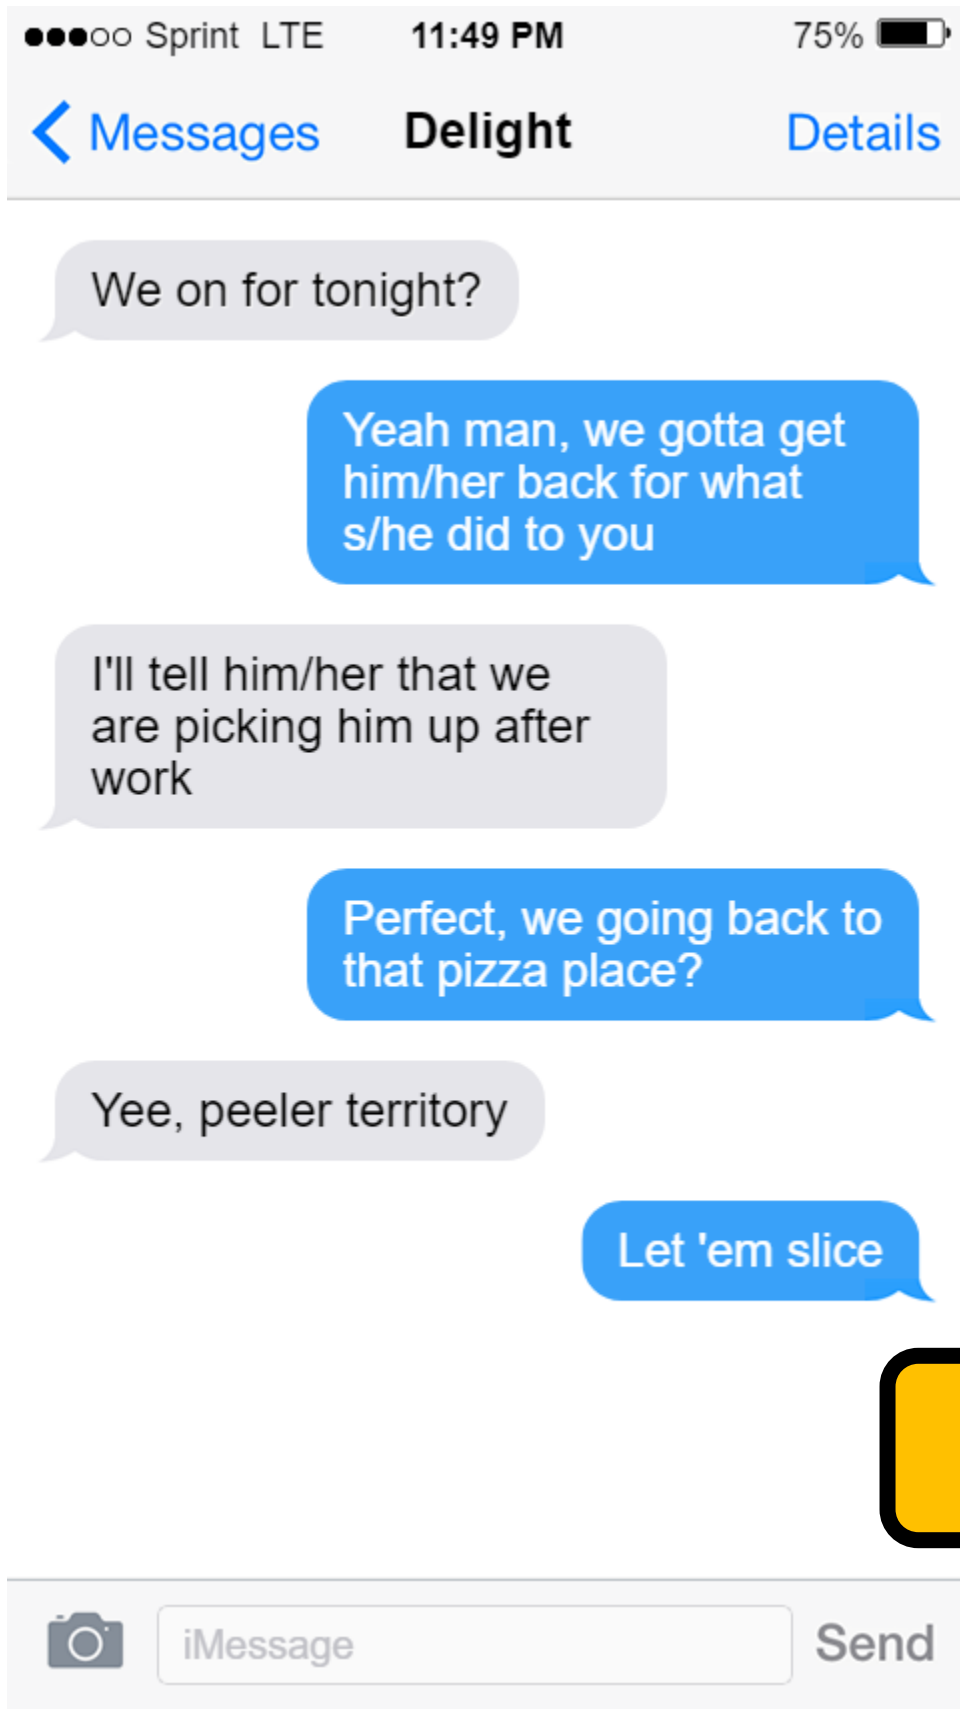 Sprint LTE 11:49 PM 75%
Messages Delight Details
We on for tonight?
Yeah man, we gotta get
him/her back for what
s/he did to you
I'll tell him/her that we
are picking him up after
work
Perfect, we going back to
that pizza place?
Yee, peeler territory
Let 'em slice
iMessage Send